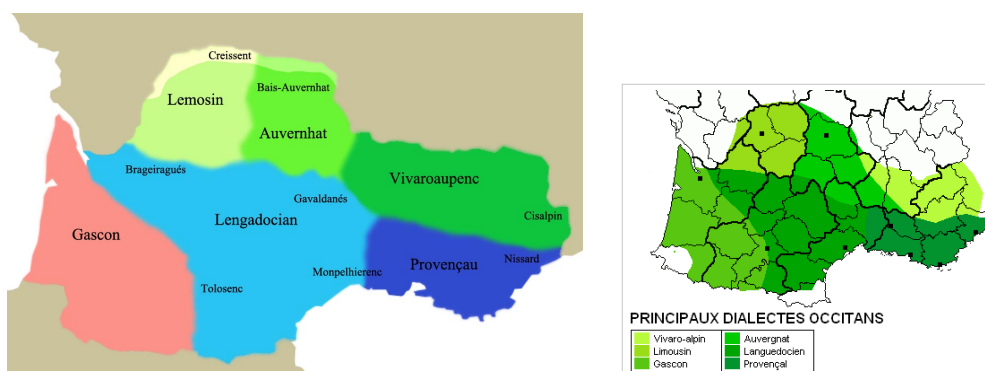 Creissent
Bais-Auvernhat
Lemosin
Auvernhat
Brageiragués
Vivaroaupenc
Gavaldanés
Lengadocian
Cisalpin
Gascon
Provençau
Nissard
Monpelhierenc
Tolosenc
PRINCIPAUX DIALECTES OCCITANS
Vivaro-alpin
Auvergnat
Limousin
Languedocien
Gascon
Provençal